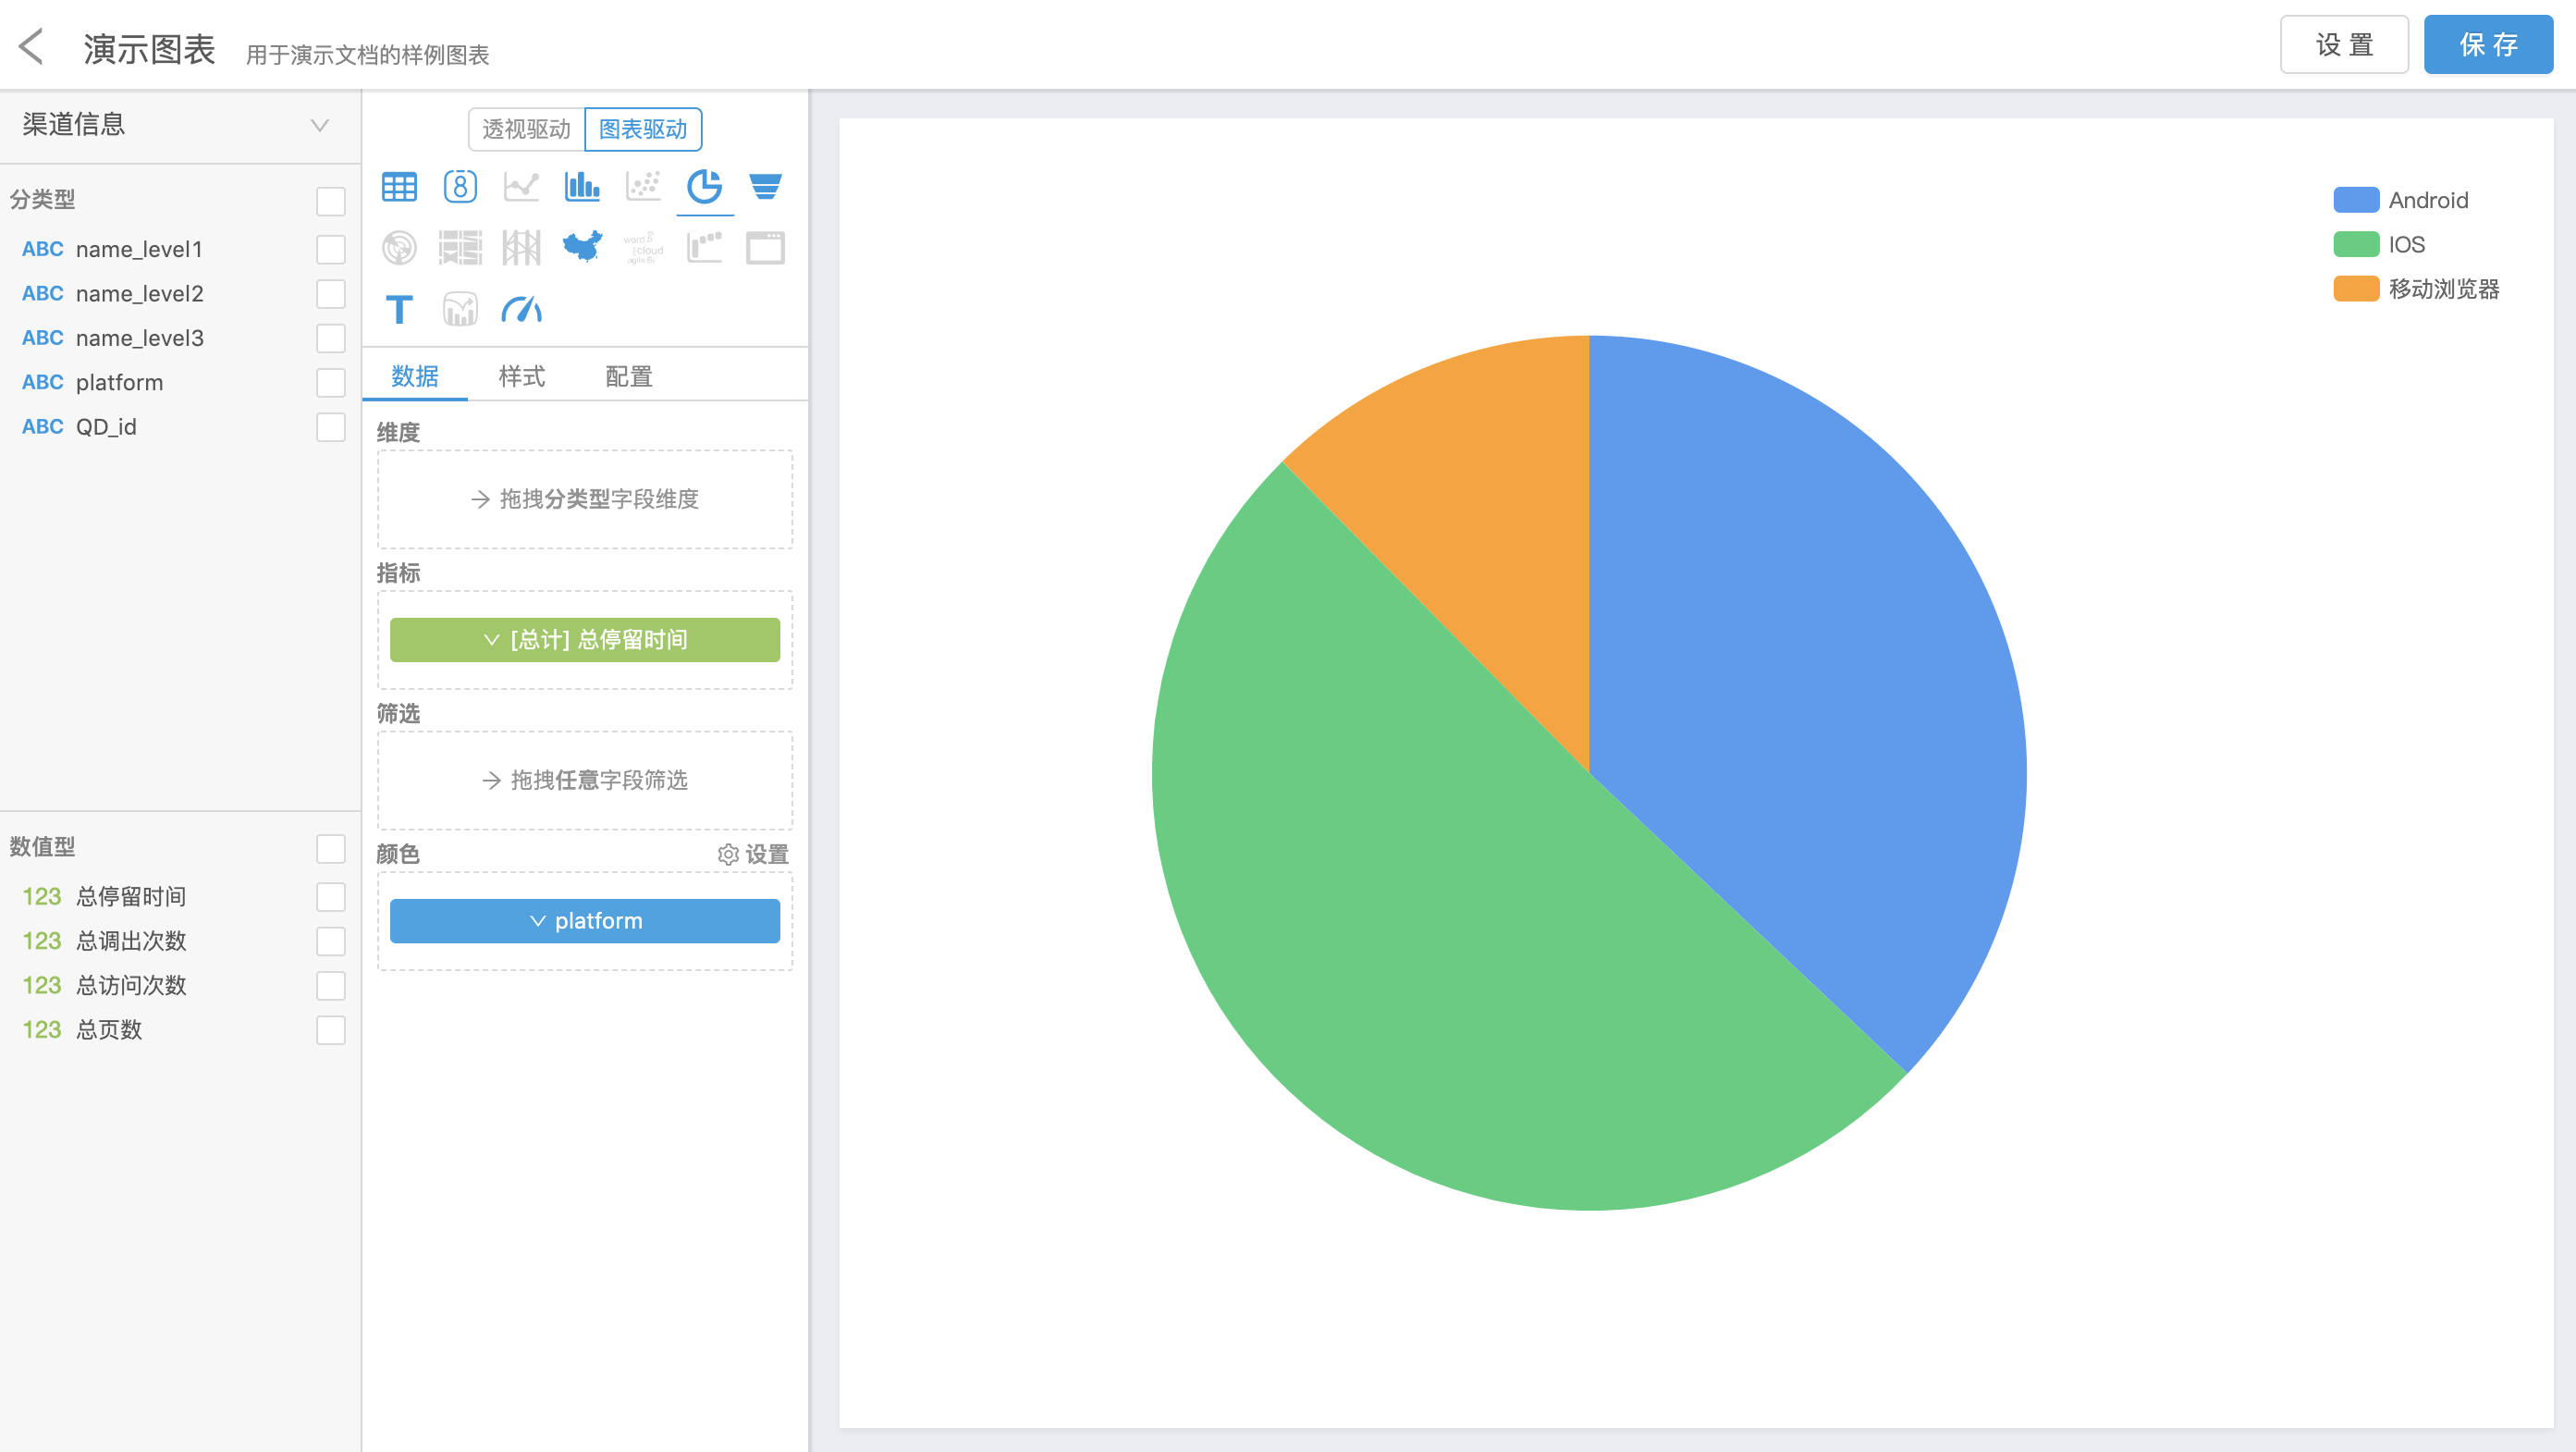 演示图表 用于演示文档的样例图表
设 置
保 存
渠道信息
分类型
ABC name_level1
ABC name_level2
ABC name_level3
ABC platform
ABC QD_id
数值型
123 总停留时间
123 总调出次数
123 总访问次数
123 总页数
透视驱动 图表驱动
8
word
cloud
agile BI
T
数据 样式 配置
维度
拖拽分类型字段维度
指标
[总计] 总停留时间
筛选
拖拽任意字段筛选
颜色 设置
platform
Android
IOS
移动浏览器